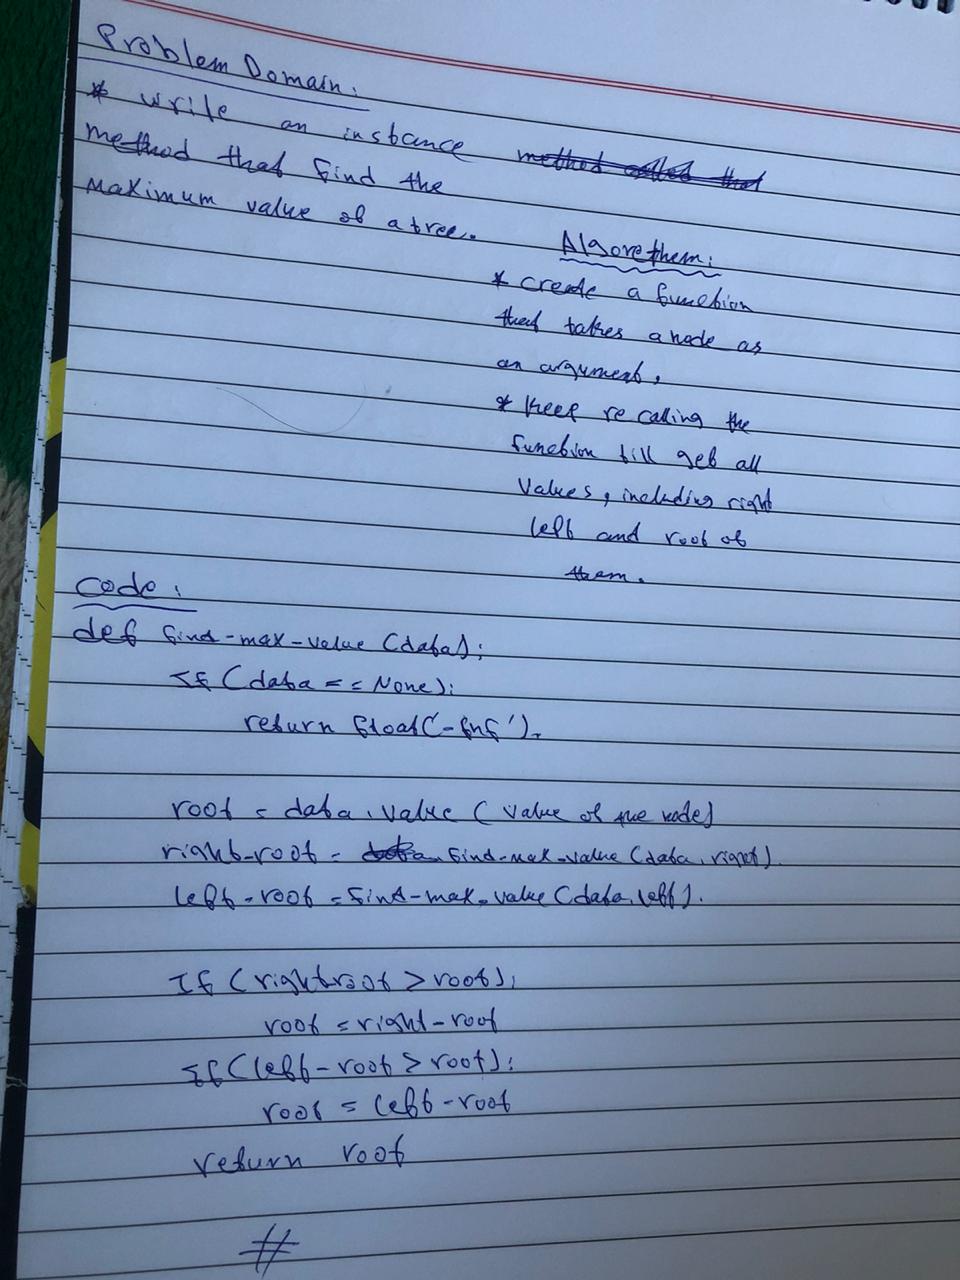 Problem Domain:
* write an instance
method that find the
maximum value of a tree.
Algorethem:
* create a function
that takes a node as
an argument,
* Keep re calling the
function till get all
values, including right
left and root of
them.
code:
def find-max-value (data):
If (data == None):
return float('-inf').
root = data.value (value of the node)
right-root = find-max-value (data.right).
left-root = find-max-value (data.left).
If (right-root > root):
root = right-root
If (left-root > root):
root = left-root
return root
#